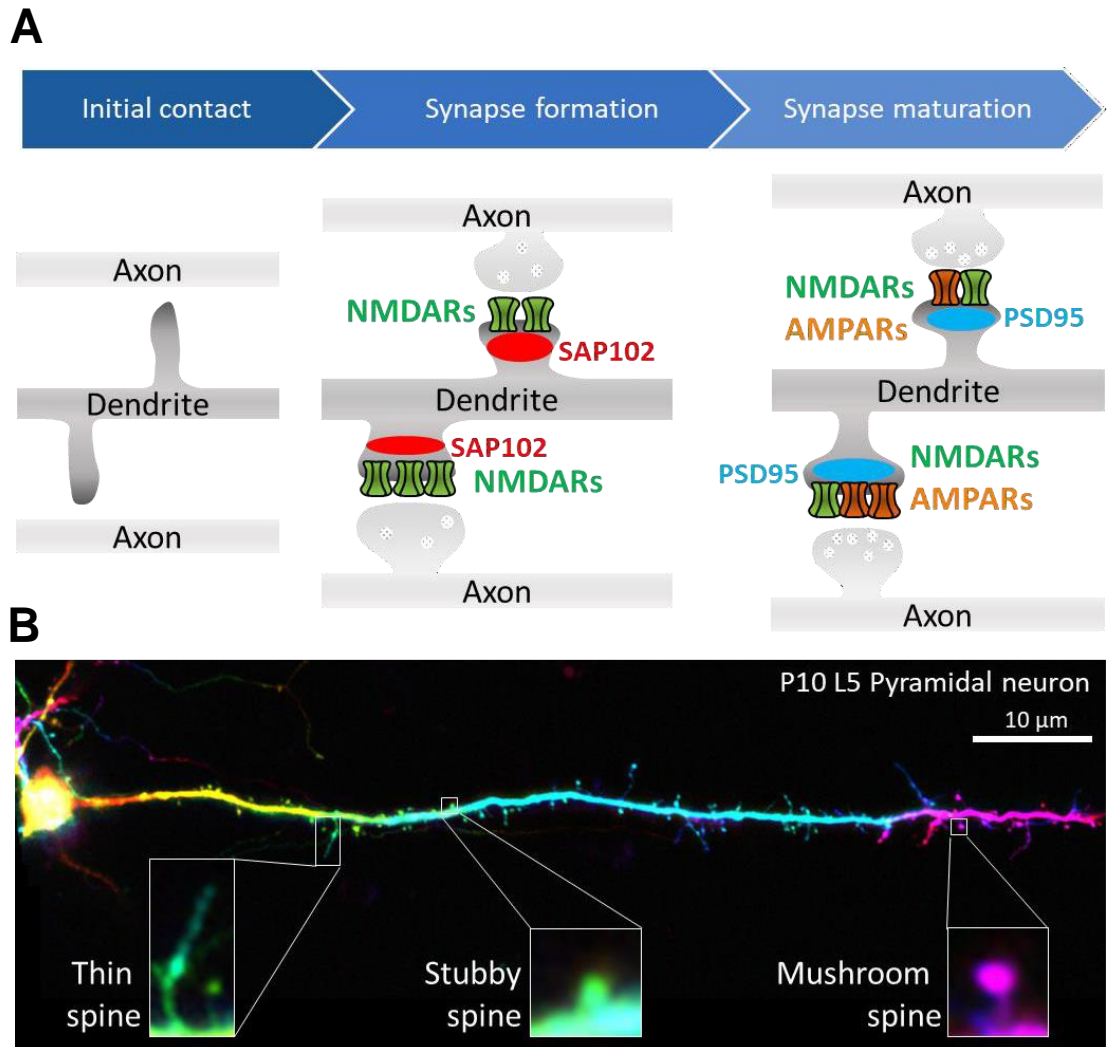 A
Initial contact
Synapse formation
Synapse maturation
Axon
Dendrite
Axon
Axon
NMDARs
SAP102
Dendrite
SAP102
NMDARs
Axon
Axon
NMDARs
AMPARs
PSD95
Dendrite
PSD95
NMDARs
AMPARs
Axon
B
P10 L5 Pyramidal neuron
10 µm
Thin
spine
Stubby
spine
Mushroom
spine